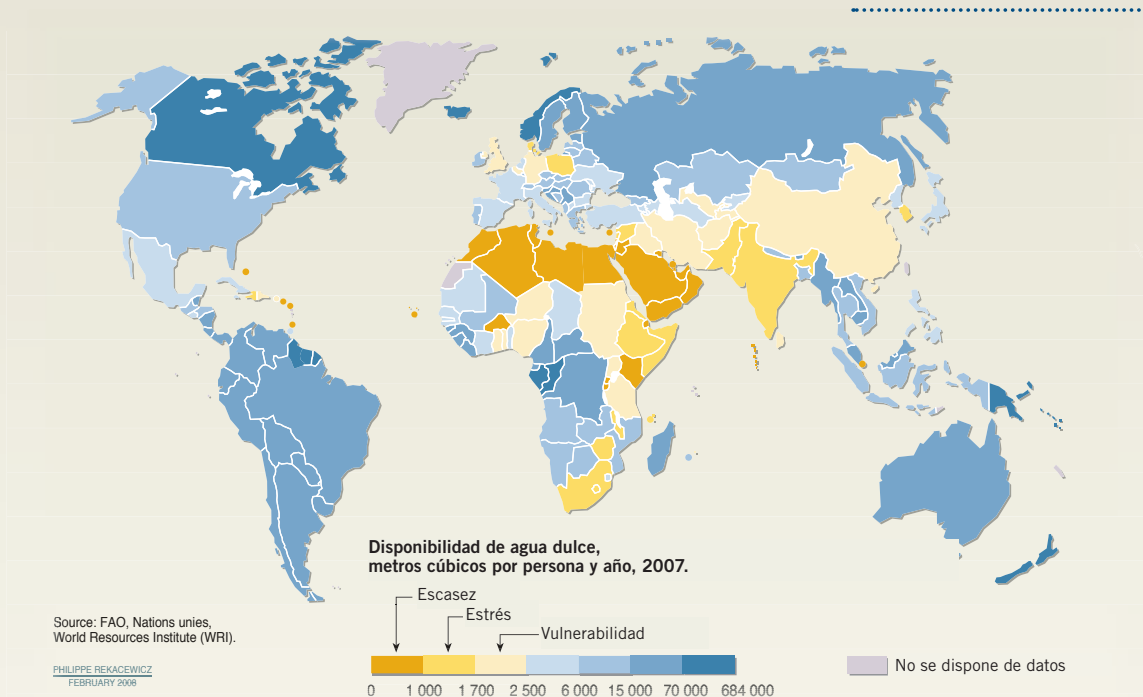 Disponibilidad de agua dulce,
metros cúbicos por persona y año, 2007.
Escasez
Estrés
Vulnerabilidad
0 1 000 1 700 2 500 6 000 15 000 70 000 684 000
No se dispone de datos
Source: FAO, Nations unies,
World Resources Institute (WRI).
PHILIPPE REKACEWICZ
FEBRUARY 2008